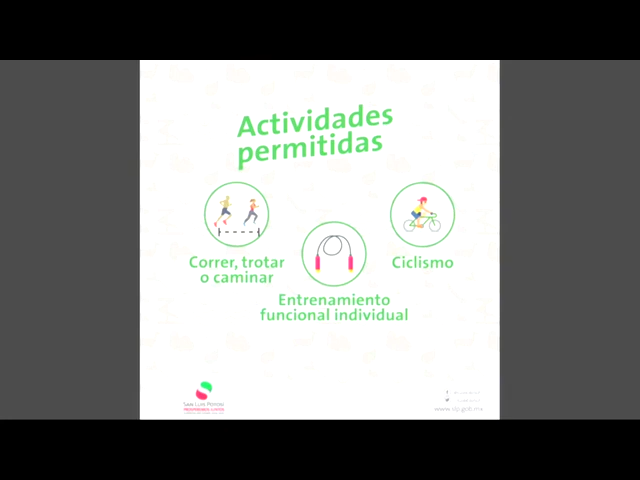 Actividades
permitidas
Correr, trotar
o caminar
Ciclismo
Entrenamiento
funcional individual
San Luis Potosí
www.slp.gob.mx